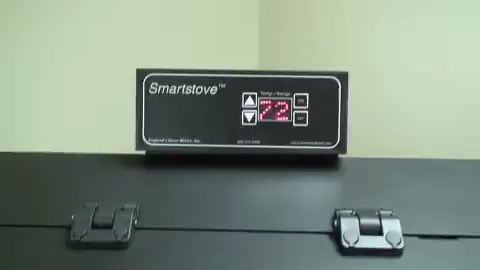 Smartstove™
Temp / Range
72
ON
OFF
England's Stove Works, Inc.